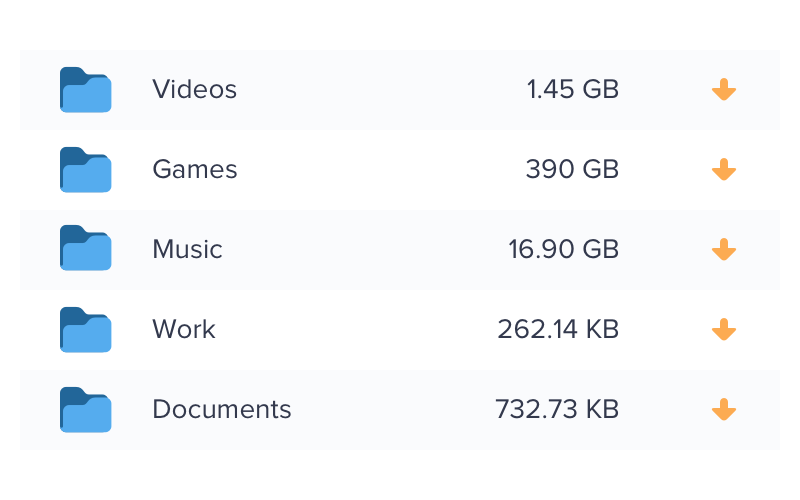 Videos 1.45 GB
Games 390 GB
Music 16.90 GB
Work 262.14 KB
Documents 732.73 KB